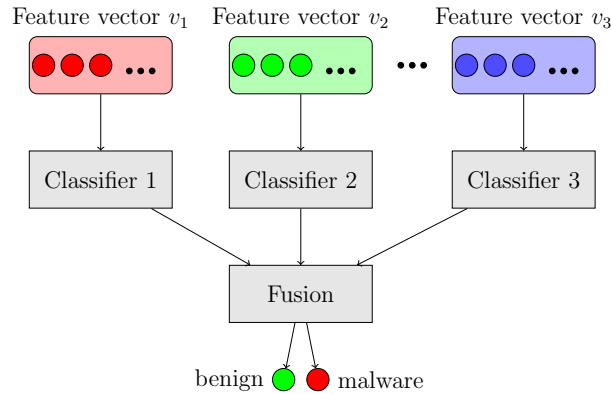 Feature vector v₁
Feature vector v₂
Feature vector v₃
Classifier 1
Classifier 2
Classifier 3
Fusion
benign
malware